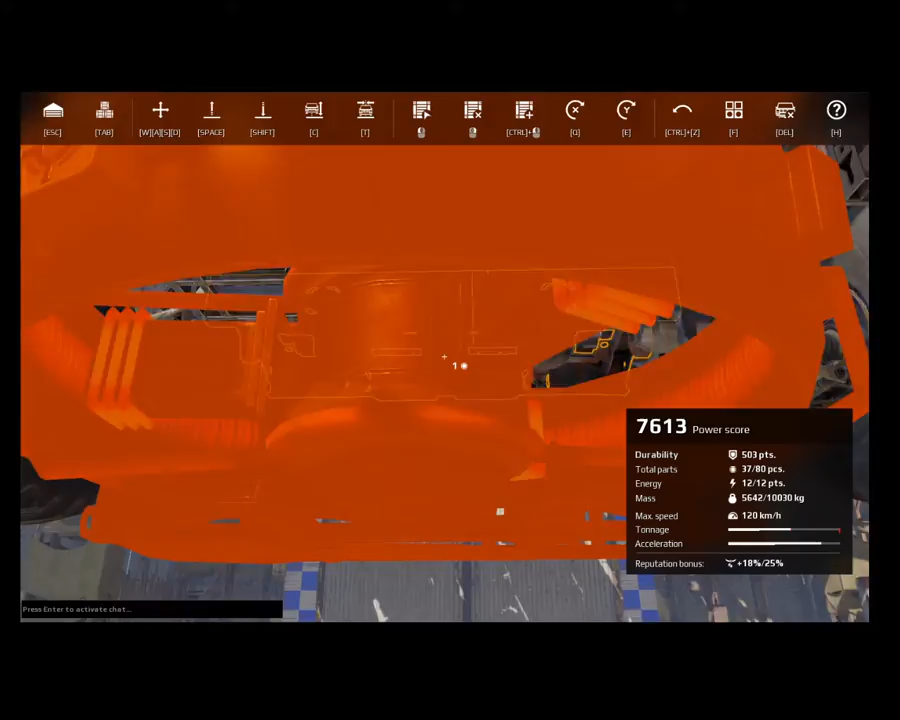 [ESC] [TAB] [W][A][S][D] [SPACE] [SHIFT] [C] [T] [CTRL]+ [Q] [E] [CTRL]+[Z] [F] [DEL] [H]
X Y ?
1
7613 Power score
Durability 503 pts.
Total parts 37/80 pcs.
Energy 12/12 pts.
Mass 5642/10030 kg
Max. speed 120 km/h
Tonnage
Acceleration
Reputation bonus: +18%/25%
Press Enter to activate chat...